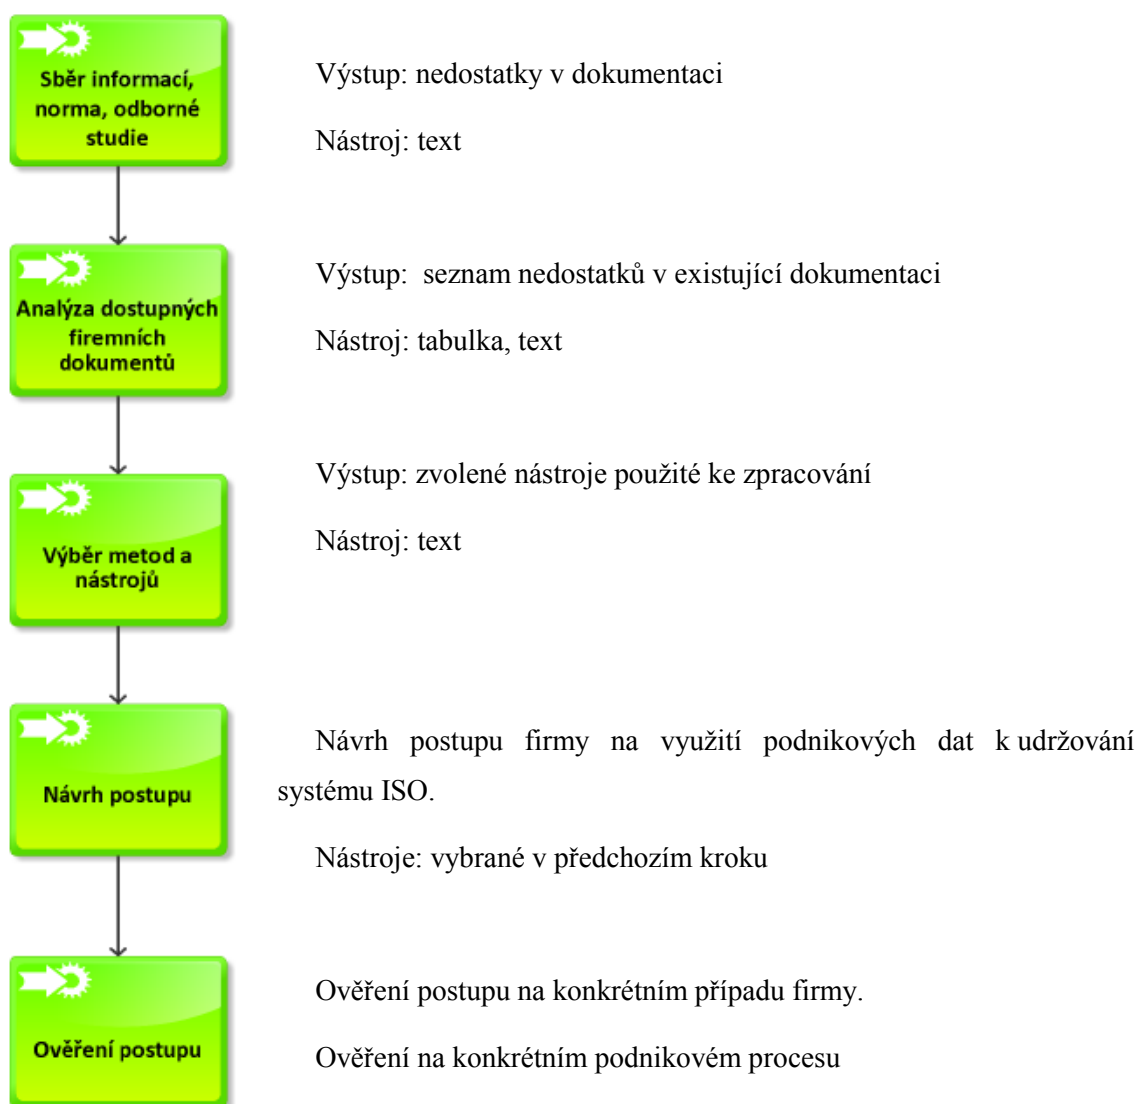 Sběr informací,
norma, odborné
studie
Výstup: nedostatky v dokumentaci
Nástroj: text
Analýza dostupných
firemních
dokumentů
Výstup:  seznam nedostatků v existující dokumentaci
Nástroj: tabulka, text
Výběr metod a
nástrojů
Výstup: zvolené nástroje použité ke zpracování
Nástroj: text
Návrh postupu
Návrh postupu firmy na využití podnikových dat k udržování
systému ISO.
Nástroje: vybrané v předchozím kroku
Ověření postupu
Ověření postupu na konkrétním případu firmy.
Ověření na konkrétním podnikovém procesu